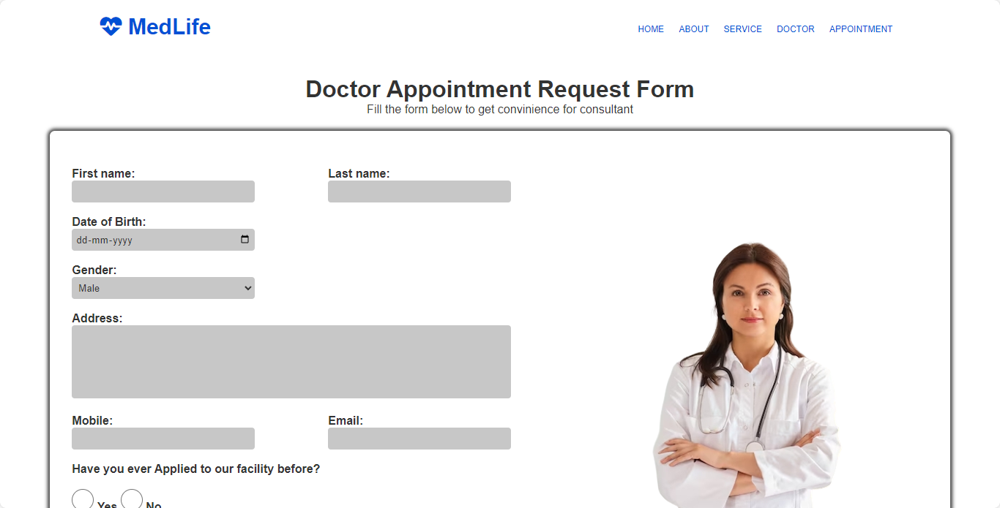 MedLife
HOME ABOUT SERVICE DOCTOR APPOINTMENT
Doctor Appointment Request Form
Fill the form below to get convinience for consultant
First name: Last name:
Date of Birth:
dd-mm-yyyy
Gender:
Male
Address:
Mobile: Email:
Have you ever Applied to our facility before?
Yes No